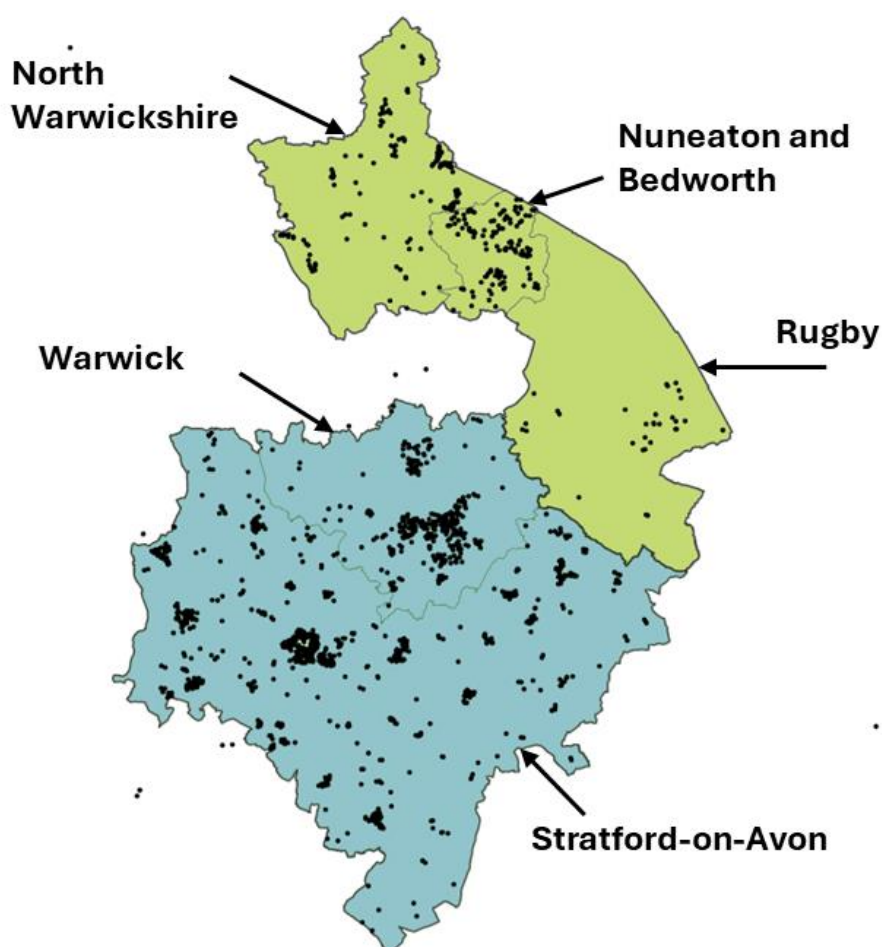 North
Warwickshire
Nuneaton and
Bedworth
Rugby
Warwick
Stratford-on-Avon